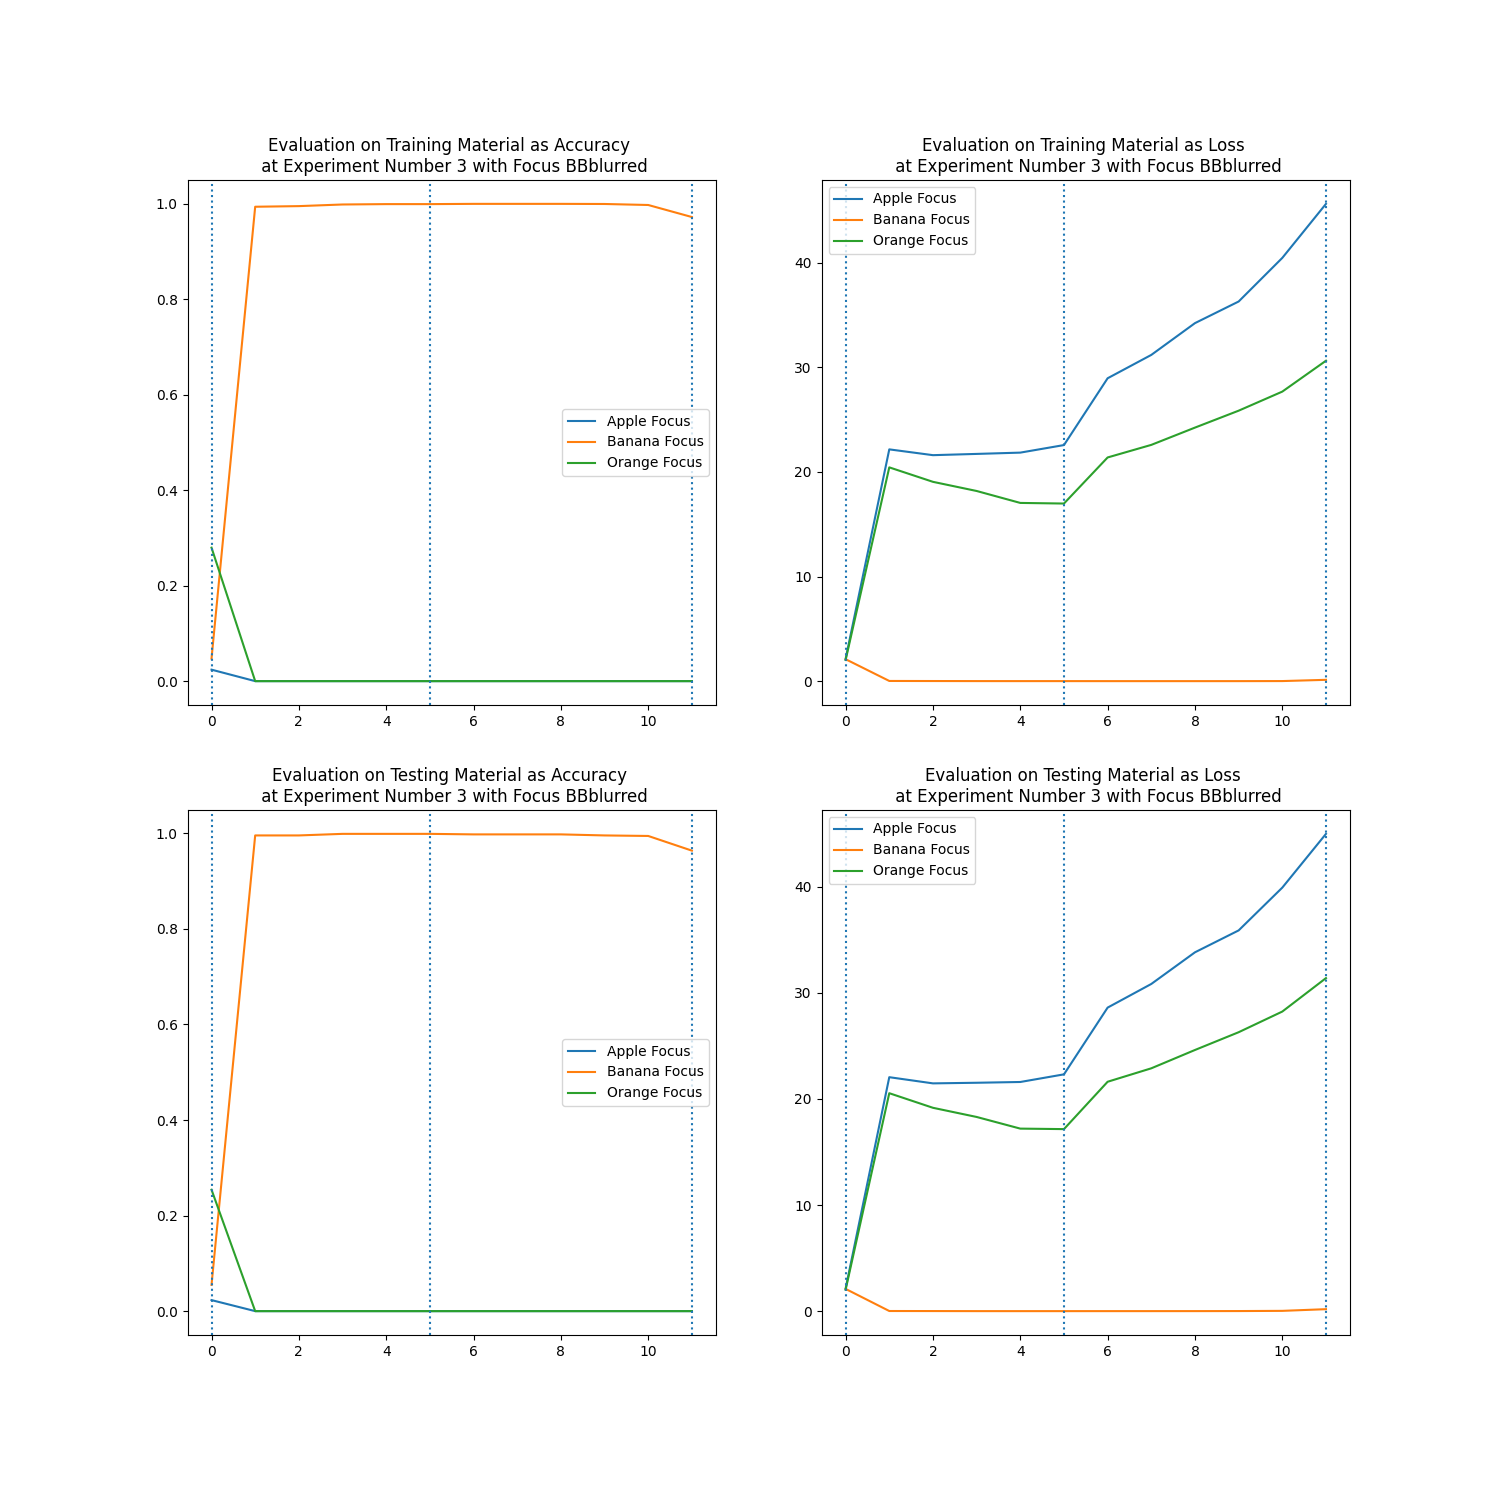 Evaluation on Training Material as Accuracy
at Experiment Number 3 with Focus BBblurred
1.0
0.8
0.6
0.4
0.2
0.0
Apple Focus
Banana Focus
Orange Focus
0 2 4 6 8 10
Evaluation on Training Material as Loss
at Experiment Number 3 with Focus BBblurred
Apple Focus
Banana Focus
Orange Focus
40
30
20
10
0
0 2 4 6 8 10
Evaluation on Testing Material as Accuracy
at Experiment Number 3 with Focus BBblurred
1.0
0.8
0.6
0.4
0.2
0.0
Apple Focus
Banana Focus
Orange Focus
0 2 4 6 8 10
Evaluation on Testing Material as Loss
at Experiment Number 3 with Focus BBblurred
Apple Focus
Banana Focus
Orange Focus
40
30
20
10
0
0 2 4 6 8 10